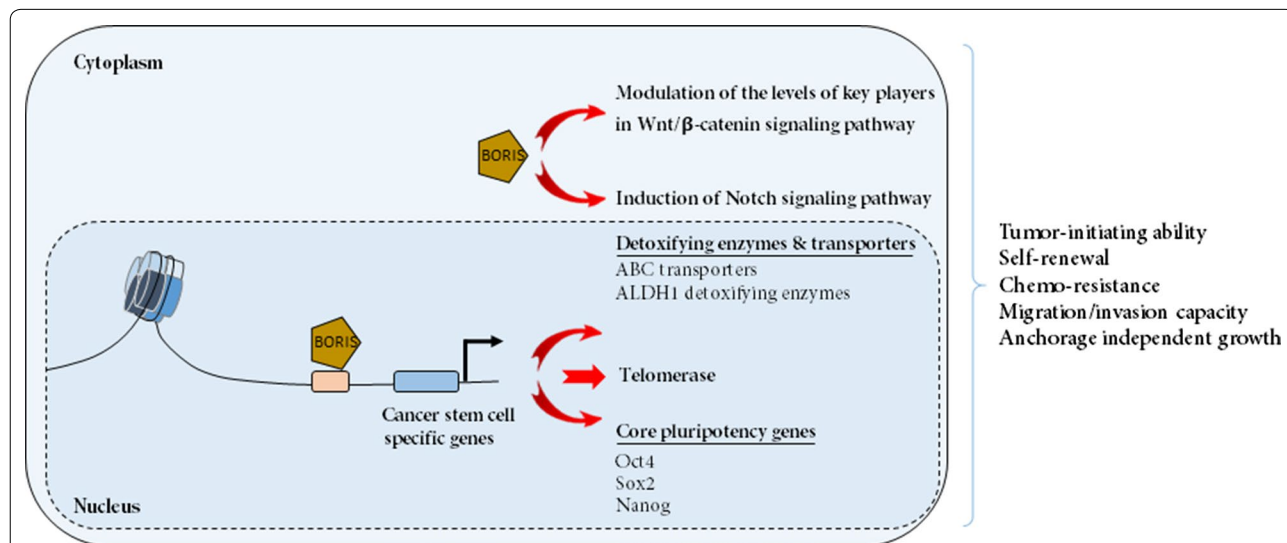 Cytoplasm
Modulation of the levels of key players
in Wnt/β-catenin signaling pathway
BORIS
Induction of Notch signaling pathway
Detoxifying enzymes & transporters
ABC transporters
ALDH1 detoxifying enzymes
BORIS
Telomerase
Cancer stem cell
specific genes
Core pluripotency genes
Oct4
Sox2
Nanog
Nucleus
Tumor-initiating ability
Self-renewal
Chemo-resistance
Migration/invasion capacity
Anchorage independent growth